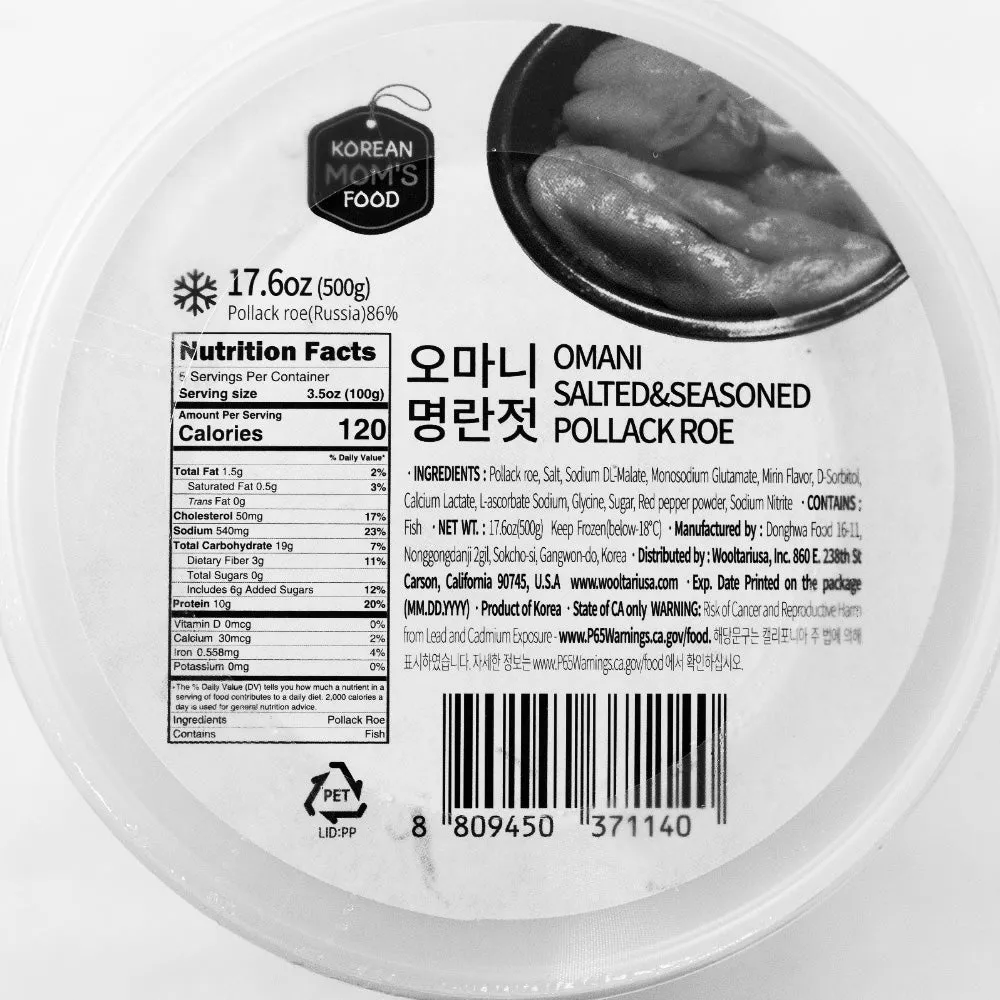 KOREAN
MOM'S
FOOD
17.6oz (500g)
Pollack roe(Russia)86%
Nutrition Facts
5 Servings Per Container
Serving size 3.5oz (100g)
Amount Per Serving
Calories 120
% Daily Value*
Total Fat 1.5g 2%
Saturated Fat 0.5g 3%
Trans Fat 0g
Cholesterol 50mg 17%
Sodium 540mg 23%
Total Carbohydrate 19g 7%
Dietary Fiber 3g 11%
Total Sugars 0g
Includes 6g Added Sugars 12%
Protein 10g 20%
Vitamin D 0mcg 0%
Calcium 30mcg 2%
Iron 0.558mg 4%
Potassium 0mg 0%
*The % Daily Value (DV) tells you how much a nutrient in a
serving of food contributes to a daily diet. 2,000 calories a
day is used for general nutrition advice.
Ingredients Pollack Roe
Contains Fish
오마니
명란젓
OMANI
SALTED&SEASONED
POLLACK ROE
· INGREDIENTS : Pollack roe, Salt, Sodium DL-Malate, Monosodium Glutamate, Mirin Flavor, D-Sorbitol,
Calcium Lactate, L-ascorbate Sodium, Glycine, Sugar, Red pepper powder, Sodium Nitrite · CONTAINS :
Fish · NET WT. : 17.6oz(500g) Keep Frozen(below-18°C) · Manufactured by : Donghwa Food 16-11,
Nonggongdanji 2gil, Sokcho-si, Gangwon-do, Korea · Distributed by : Wooltariusa, Inc. 860 E. 238th St
Carson, California 90745, U.S.A www.wooltariusa.com · Exp. Date Printed on the package
(MM.DD.YYYY) · Product of Korea · State of CA only WARNING: Risk of Cancer and Reproductive Harm
from Lead and Cadmium Exposure - www.P65Warnings.ca.gov/food. 해당문구는 캘리포니아 주 법에 의해
표시하였습니다. 자세한 정보는 www.P65Warnings.ca.gov/food 에서 확인하십시오.
PET
LID:PP
8 809450 371140